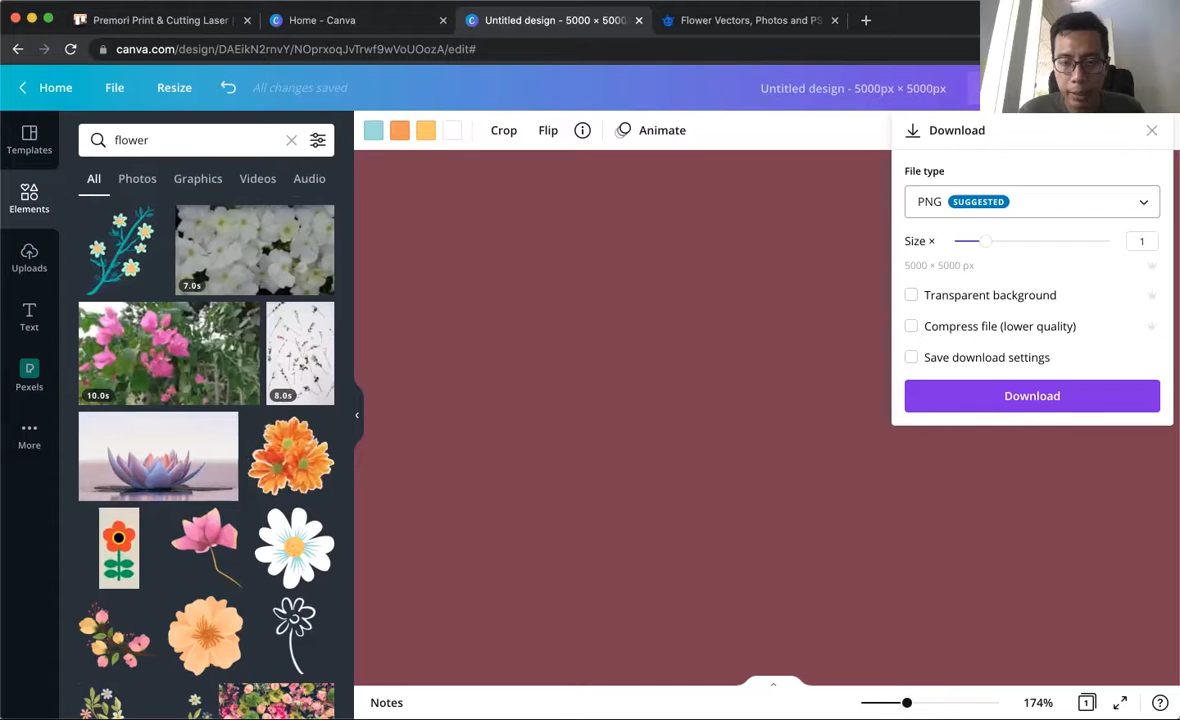 Premori Print & Cutting Laser
Home - Canva
Untitled design - 5000 × 5000
Flower Vectors, Photos and PS
canva.com/design/DAEikN2rnvY/NOprxoqJvTrwf9wVoUOozA/edit#
Home
File
Resize
All changes saved
Untitled design - 5000px × 5000px
Templates
Elements
Uploads
Text
Pexels
More
flower
All
Photos
Graphics
Videos
Audio
7.0s
10.0s
8.0s
Crop
Flip
Animate
Download
File type
PNG SUGGESTED
Size × 1
5000 × 5000 px
Transparent background
Compress file (lower quality)
Save download settings
Download
Notes
174%
1